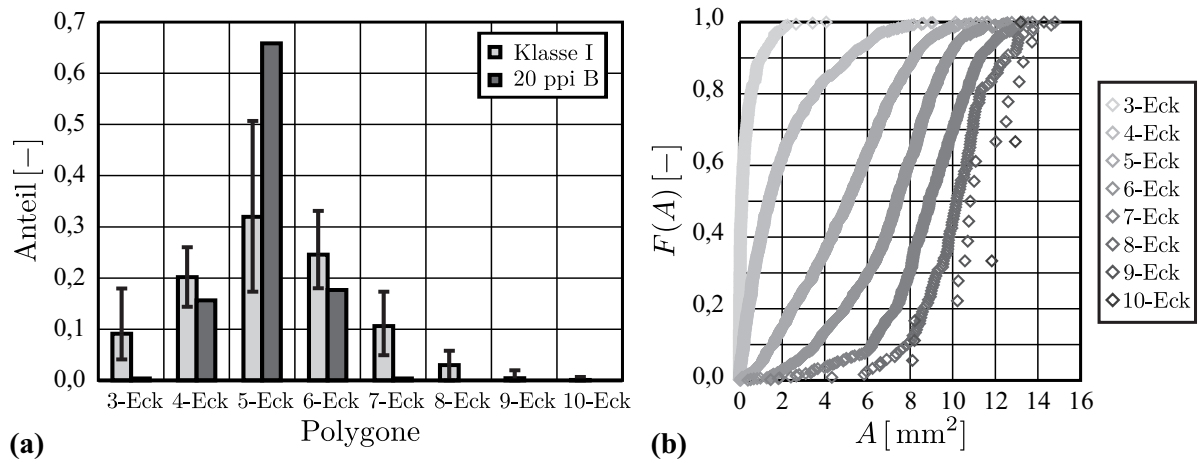 0,7
0,6
0,5
0,4
0,3
0,2
0,1
0,0
Anteil [−]
Klasse I
20 ppi B
3-Eck 4-Eck 5-Eck 6-Eck 7-Eck 8-Eck 9-Eck 10-Eck
Polygone
(a)
1,0
0,8
0,6
0,4
0,2
0,0
F(A) [−]
0 2 4 6 8 10 12 14 16
A [mm²]
(b)
3-Eck
4-Eck
5-Eck
6-Eck
7-Eck
8-Eck
9-Eck
10-Eck